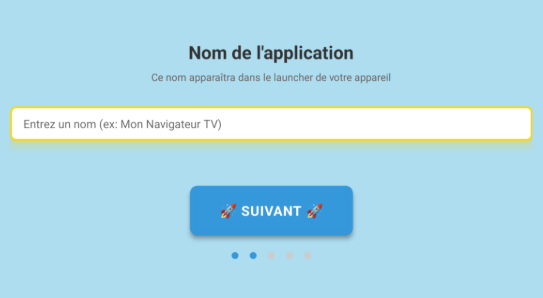 Nom de l'application
Ce nom apparaîtra dans le launcher de votre appareil
Entrez un nom (ex: Mon Navigateur TV)
🚀 SUIVANT 🚀